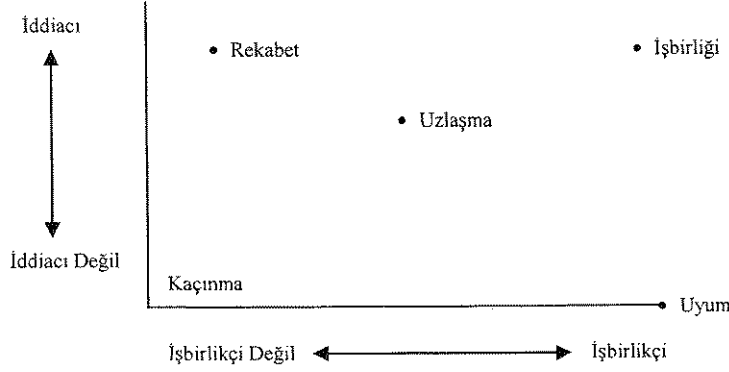 İddiacı
Rekabet
İşbirliği
Uzlaşma
İddiacı Değil
Kaçınma
Uyum
İşbirlikçi Değil
İşbirlikçi